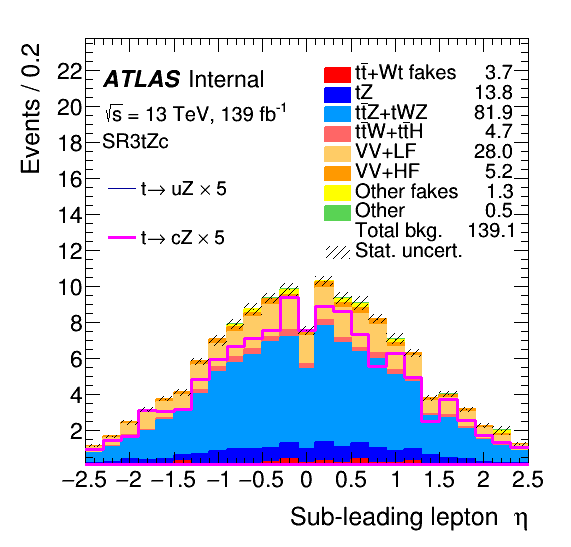 Events / 0.2
22
20
18
16
14
12
10
8
6
4
2
ATLAS Internal
√s = 13 TeV, 139 fb⁻¹
SR3tZc
t→ uZ × 5
t→ cZ × 5
tt̄+Wt fakes 3.7
tZ 13.8
tt̄Z+tWZ 81.9
tt̄W+tt̄H 4.7
VV+LF 28.0
VV+HF 5.2
Other fakes 1.3
Other 0.5
Total bkg. 139.1
Stat. uncert.
−2.5 −2 −1.5 −1 −0.5 0 0.5 1 1.5 2 2.5
Sub-leading lepton η